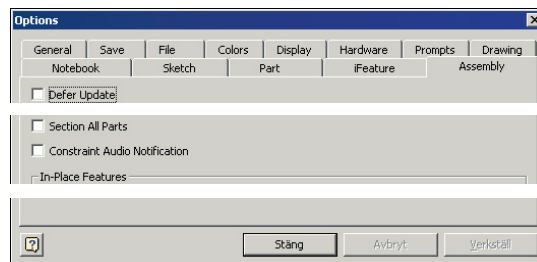 Options
General Save File Colors Display Hardware Prompts Drawing
Notebook Sketch Part iFeature Assembly
Defer Update
Section All Parts
Constraint Audio Notification
In-Place Features
Stäng Avbryt Verkställ